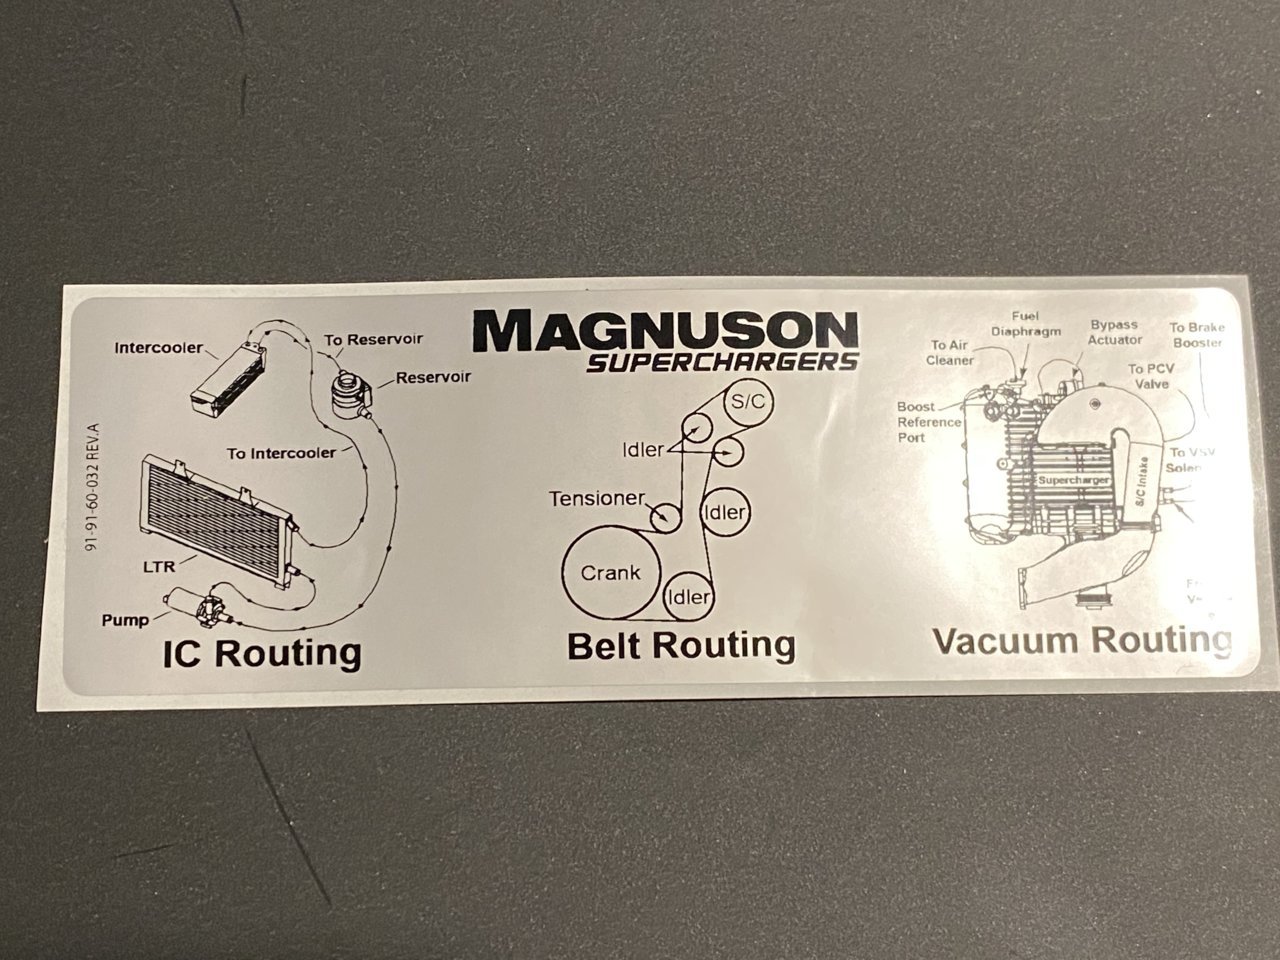 MAGNUSON
SUPERCHARGERS
91-91-60-032 REV.A
Intercooler
To Reservoir
Reservoir
To Intercooler
LTR
Pump
IC Routing
S/C
Idler
Tensioner
Idler
Crank
Idler
Belt Routing
Fuel
Diaphragm
Bypass
Actuator
To Brake
Booster
To Air
Cleaner
To PCV
Valve
Boost
Reference
Port
To VSV
Supercharger
S/C Intake
Vacuum Routing